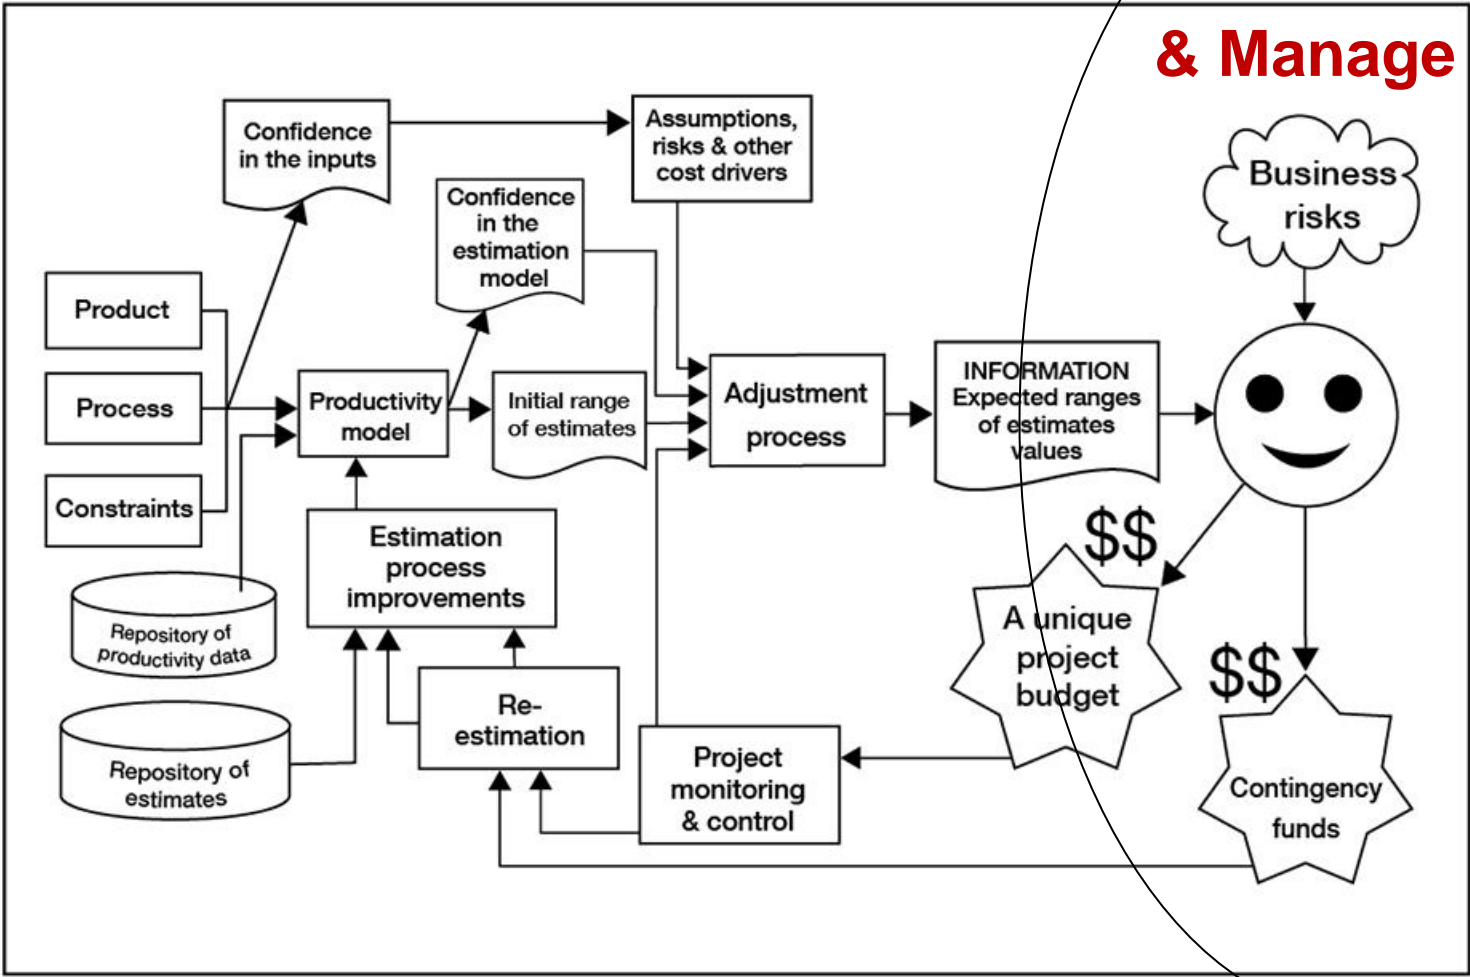 & Manage
Confidence
in the inputs
Assumptions,
risks & other
cost drivers
Business
risks
Confidence
in the
estimation
model
Product
Process
Constraints
Productivity
model
Initial range
of estimates
Adjustment
process
INFORMATION
Expected ranges
of estimates
values
$$
A unique
project
budget
$$
Contingency
funds
Estimation
process
improvements
Repository of
productivity data
Re-
estimation
Repository of
estimates
Project
monitoring
& control